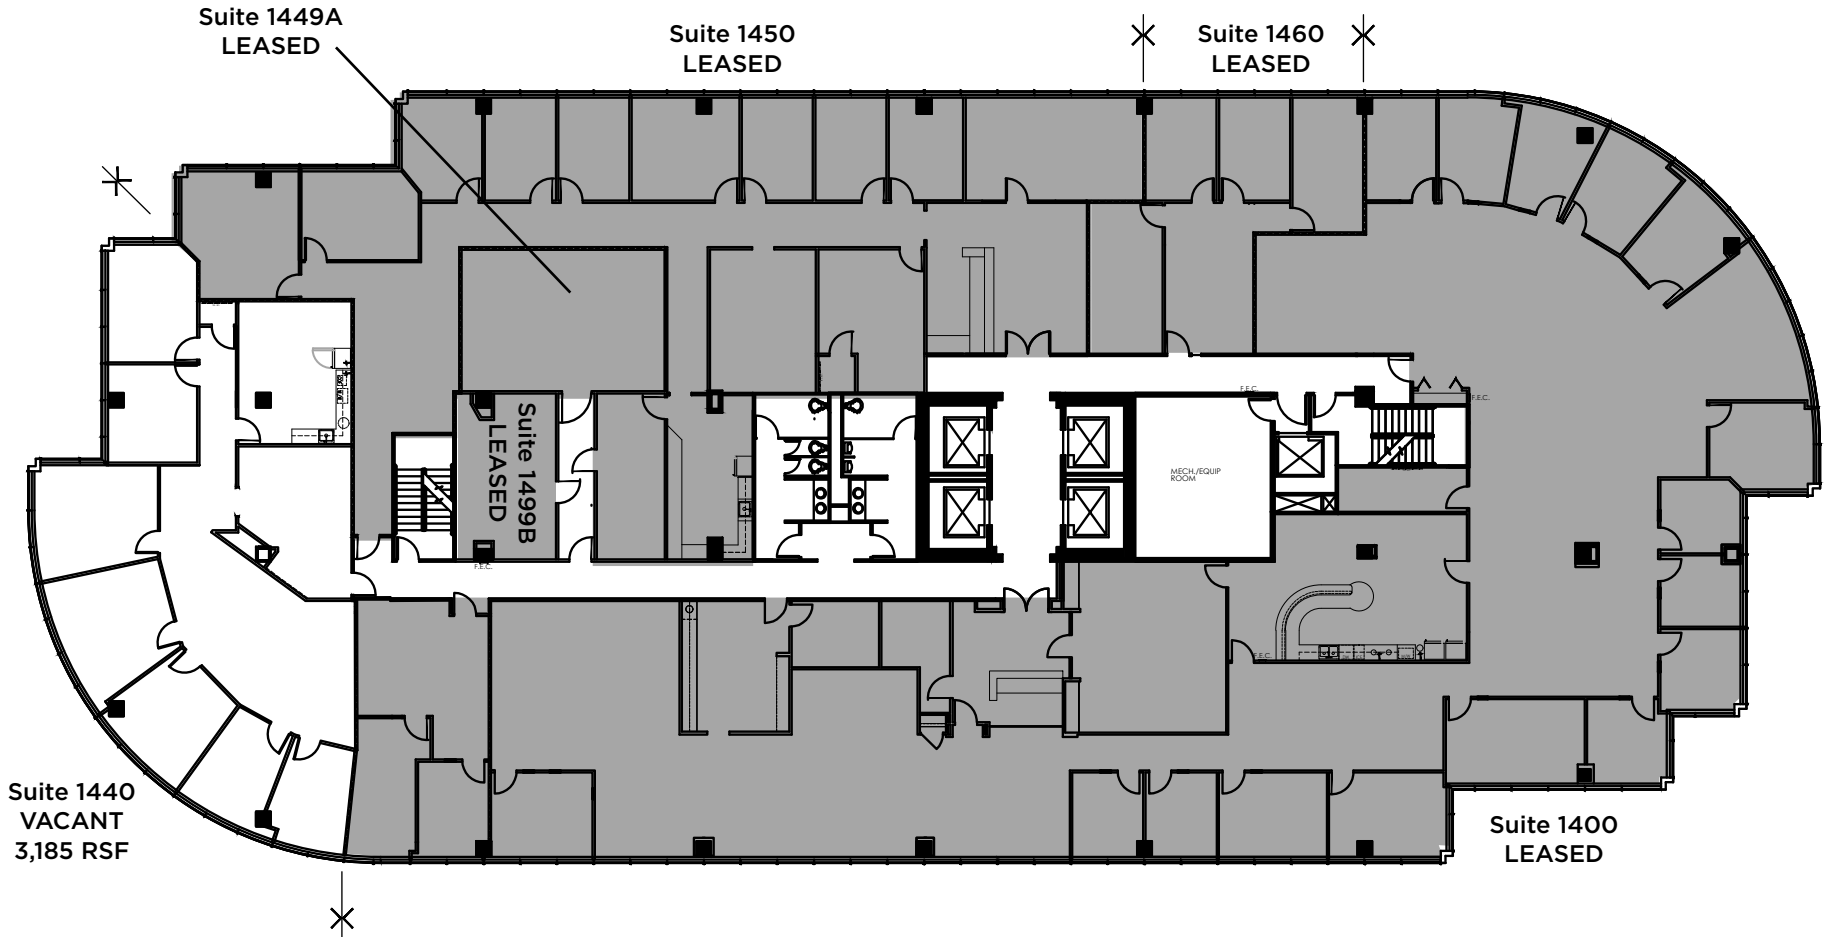 Suite 1449A
LEASED
Suite 1450
LEASED
Suite 1460
LEASED
F.E.C.
F.E.C.
Suite 1499B
LEASED
MECH./EQUIP
ROOM
F.E.C.
F.E.C.
Suite 1440
VACANT
3,185 RSF
Suite 1400
LEASED